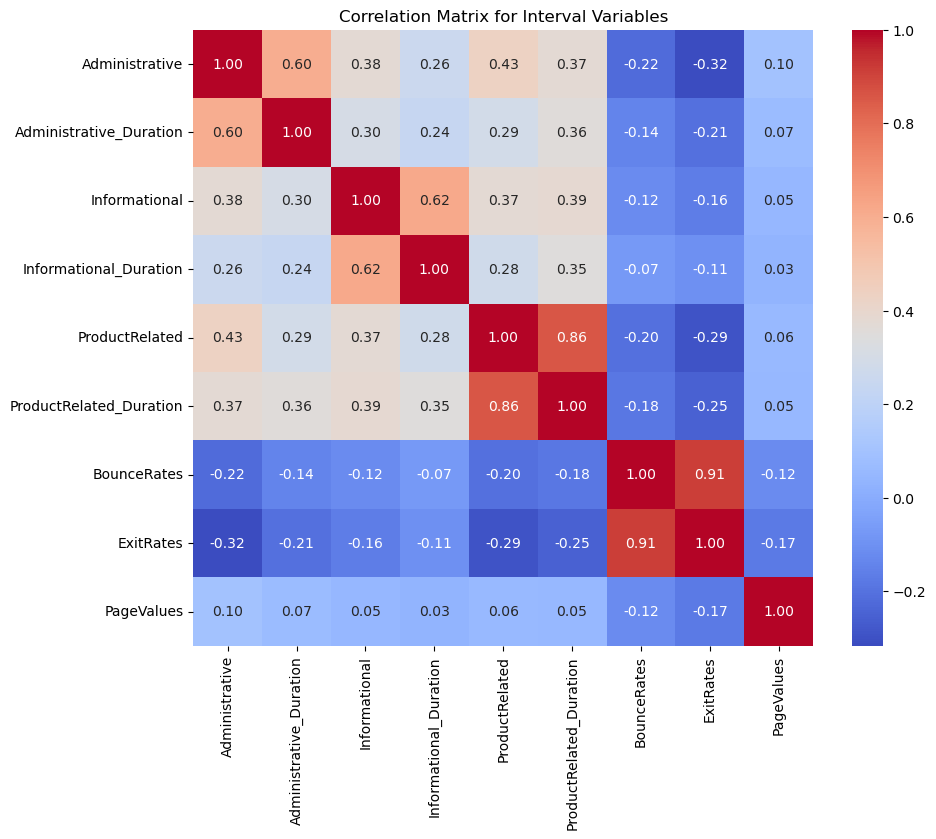 Correlation Matrix for Interval Variables
Administrative 1.00 0.60 0.38 0.26 0.43 0.37 -0.22 -0.32 0.10
Administrative_Duration 0.60 1.00 0.30 0.24 0.29 0.36 -0.14 -0.21 0.07
Informational 0.38 0.30 1.00 0.62 0.37 0.39 -0.12 -0.16 0.05
Informational_Duration 0.26 0.24 0.62 1.00 0.28 0.35 -0.07 -0.11 0.03
ProductRelated 0.43 0.29 0.37 0.28 1.00 0.86 -0.20 -0.29 0.06
ProductRelated_Duration 0.37 0.36 0.39 0.35 0.86 1.00 -0.18 -0.25 0.05
BounceRates -0.22 -0.14 -0.12 -0.07 -0.20 -0.18 1.00 0.91 -0.12
ExitRates -0.32 -0.21 -0.16 -0.11 -0.29 -0.25 0.91 1.00 -0.17
PageValues 0.10 0.07 0.05 0.03 0.06 0.05 -0.12 -0.17 1.00
Administrative
Administrative_Duration
Informational
Informational_Duration
ProductRelated
ProductRelated_Duration
BounceRates
ExitRates
PageValues
1.0
0.8
0.6
0.4
0.2
0.0
−0.2